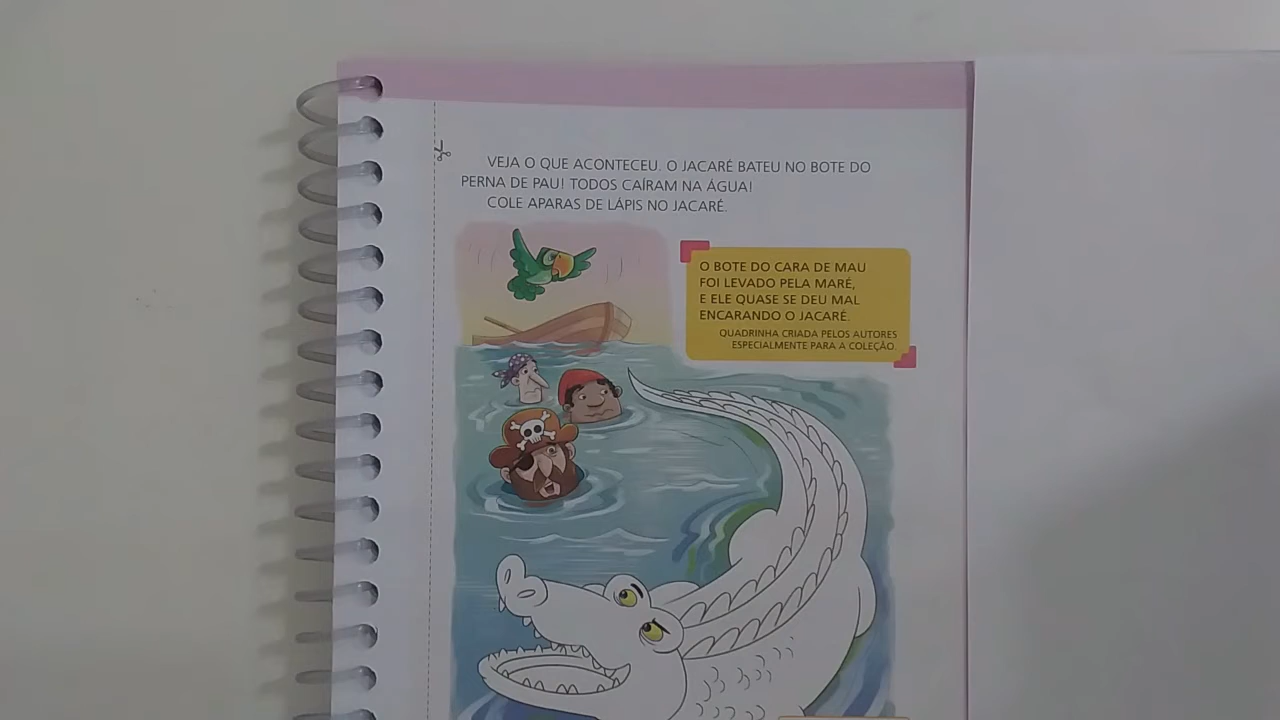 VEJA O QUE ACONTECEU. O JACARÉ BATEU NO BOTE DO
PERNA DE PAU! TODOS CAÍRAM NA ÁGUA!
COLE APARAS DE LÁPIS NO JACARÉ.
O BOTE DO CARA DE MAU
FOI LEVADO PELA MARÉ,
E ELE QUASE SE DEU MAL
ENCARANDO O JACARÉ.
QUADRINHA CRIADA PELOS AUTORES
ESPECIALMENTE PARA A COLEÇÃO.